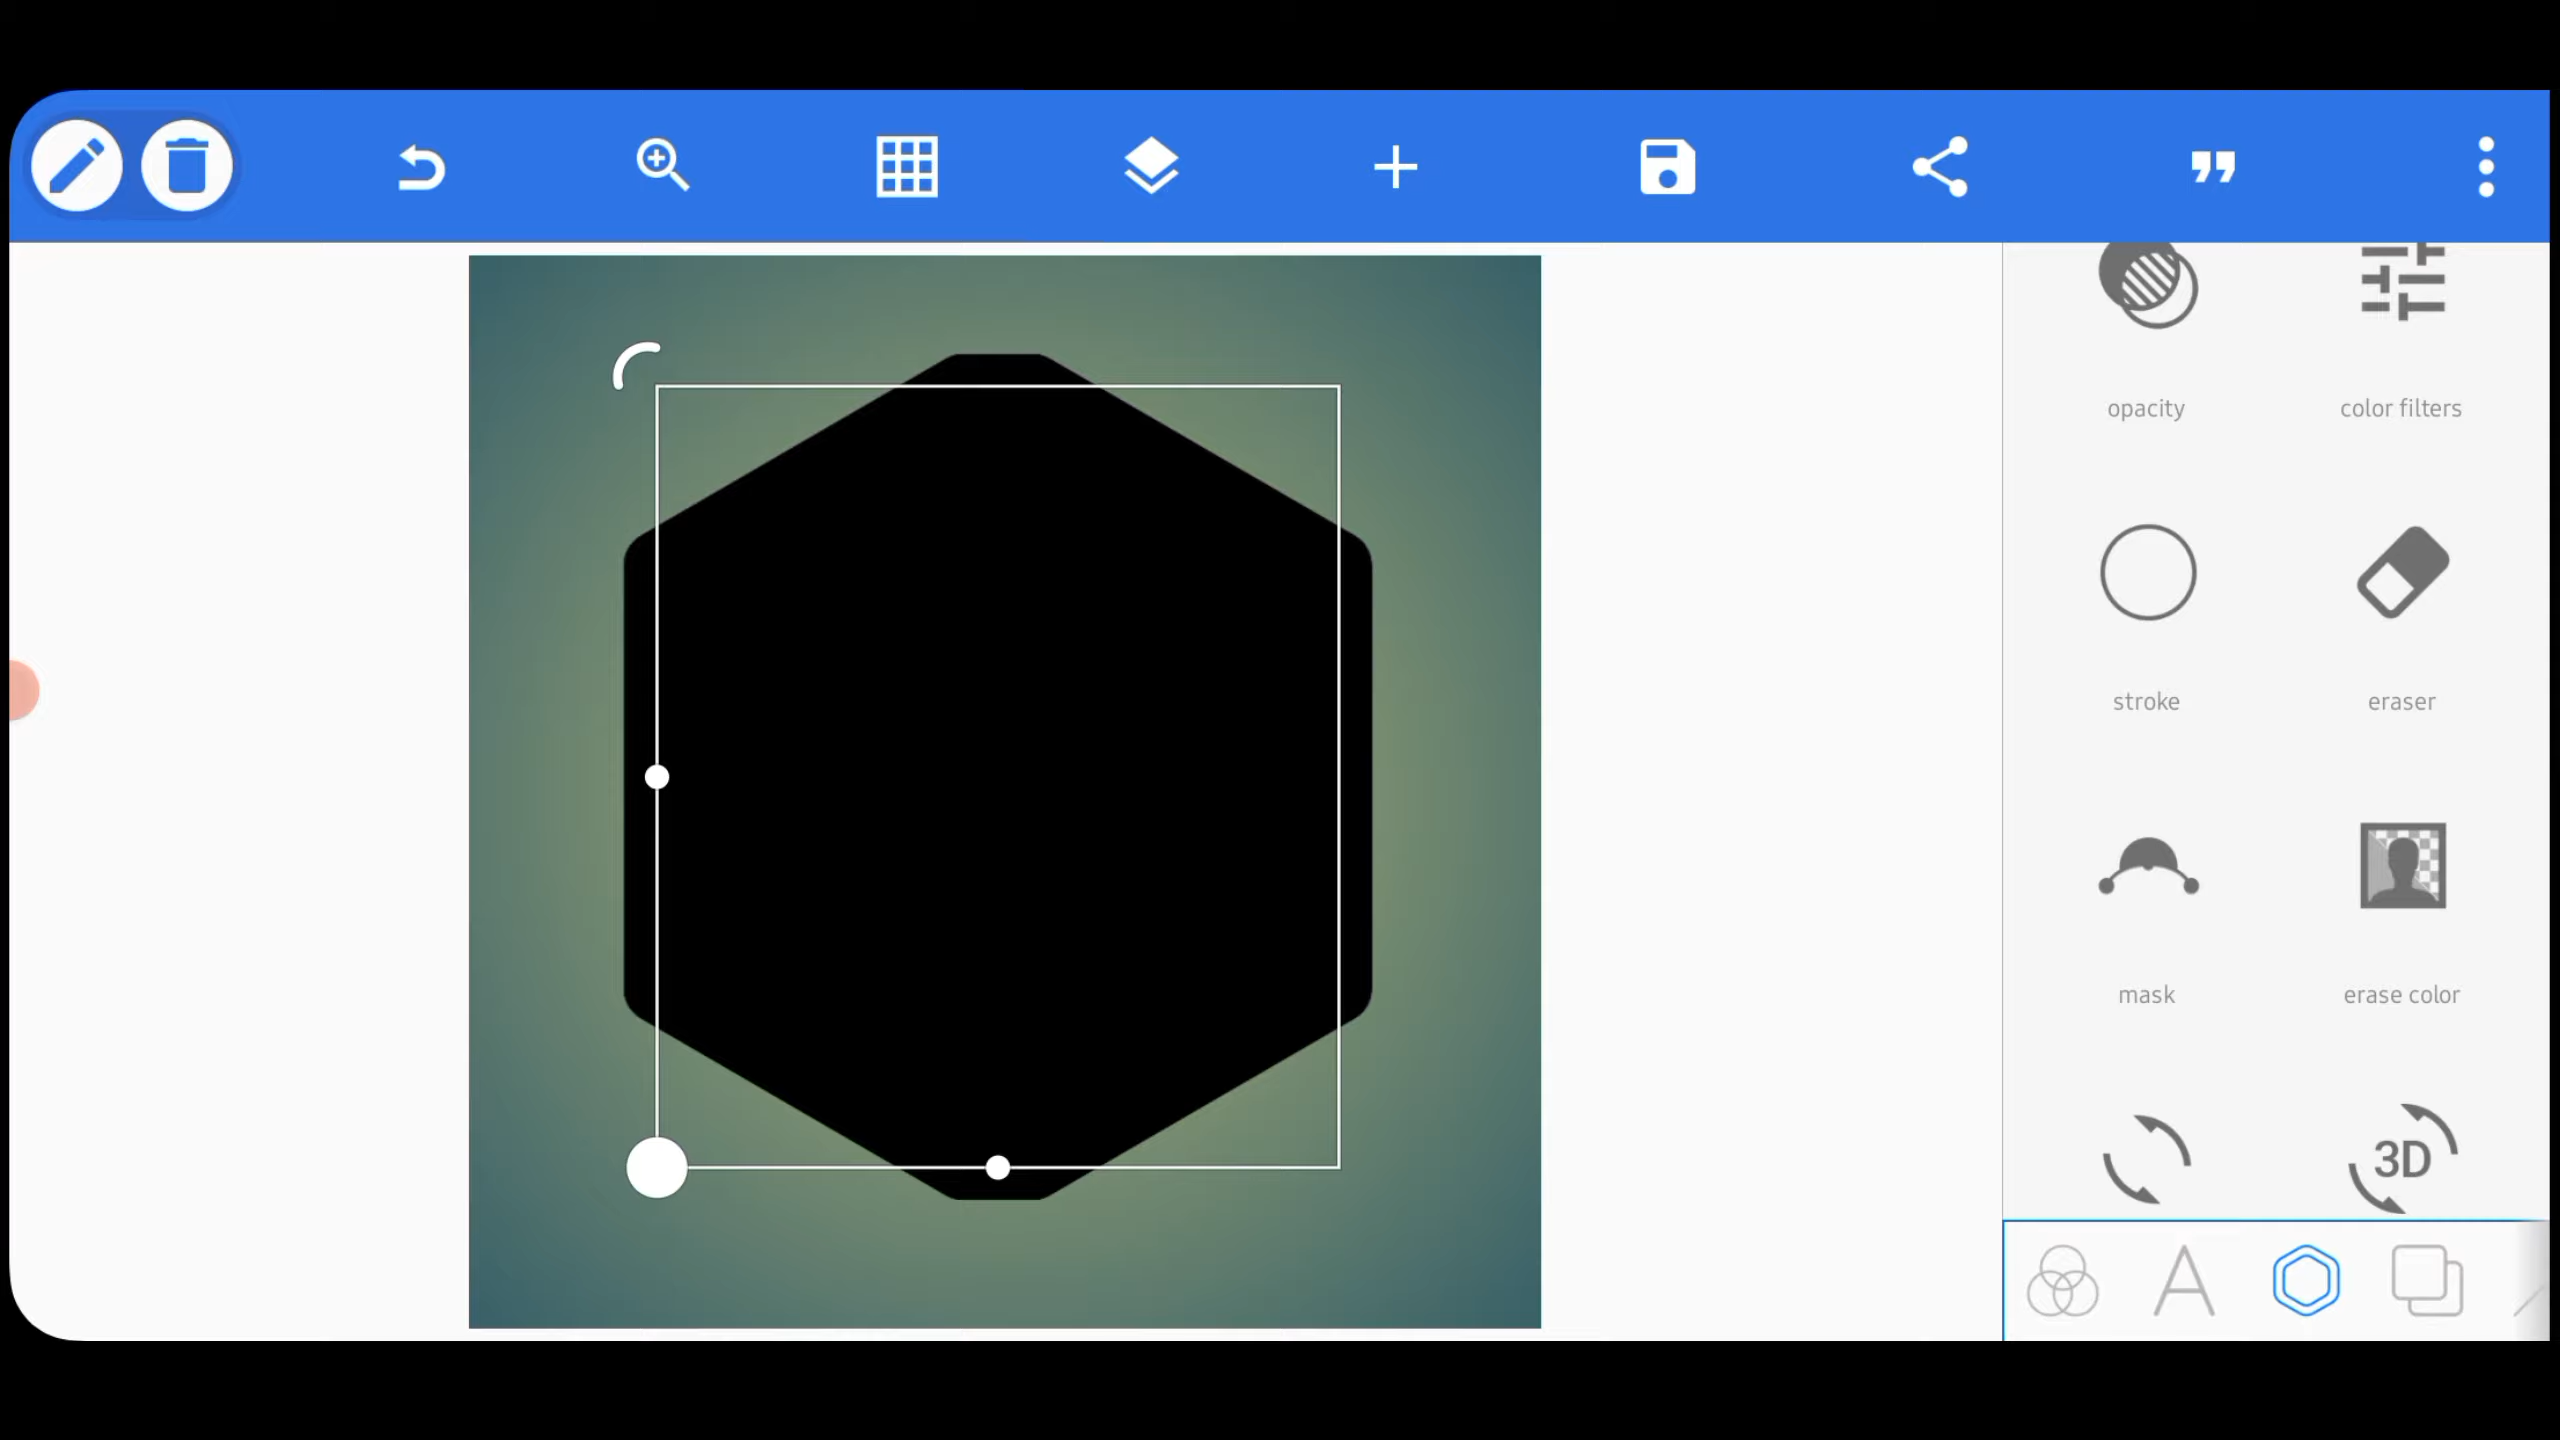 opacity
color filters
stroke
eraser
mask
erase color
3D